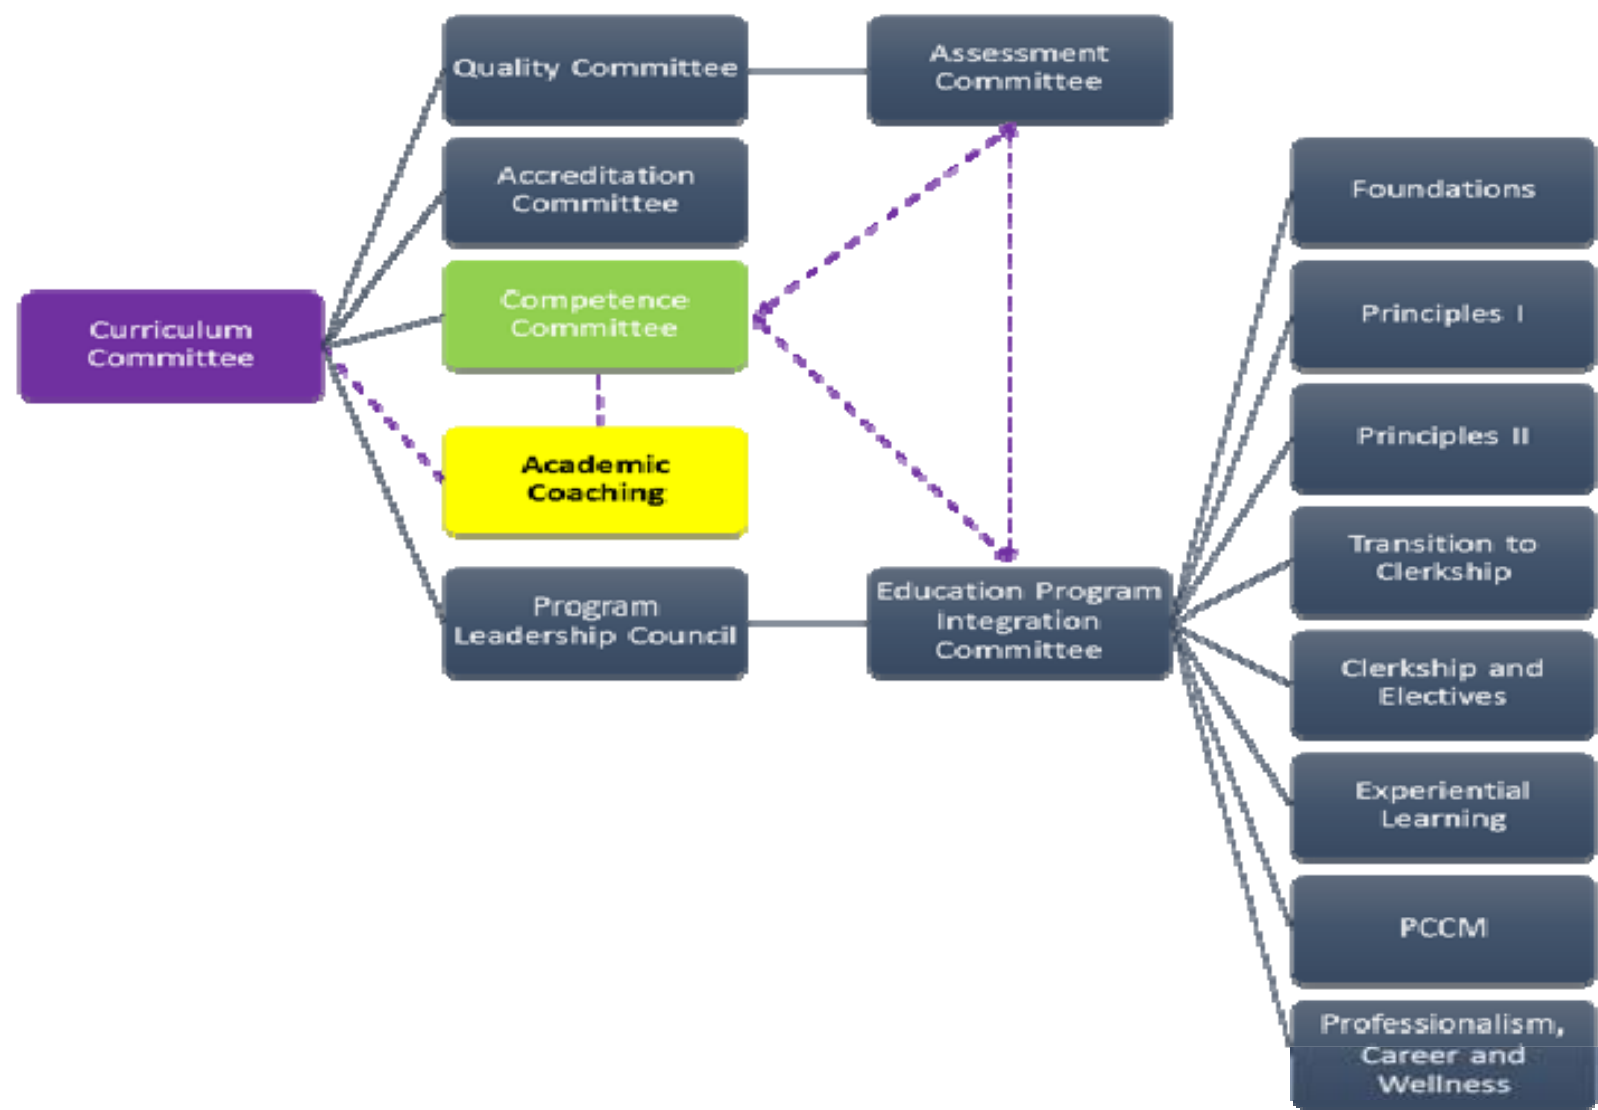 Quality Committee
Assessment
Committee
Accreditation
Committee
Foundations
Competence
Committee
Principles I
Curriculum
Committee
Academic
Coaching
Principles II
Program
Leadership Council
Education Program
Integration
Committee
Transition to
Clerkship
Clerkship and
Electives
Experiential
Learning
PCCM
Professionalism,
Career and
Wellness